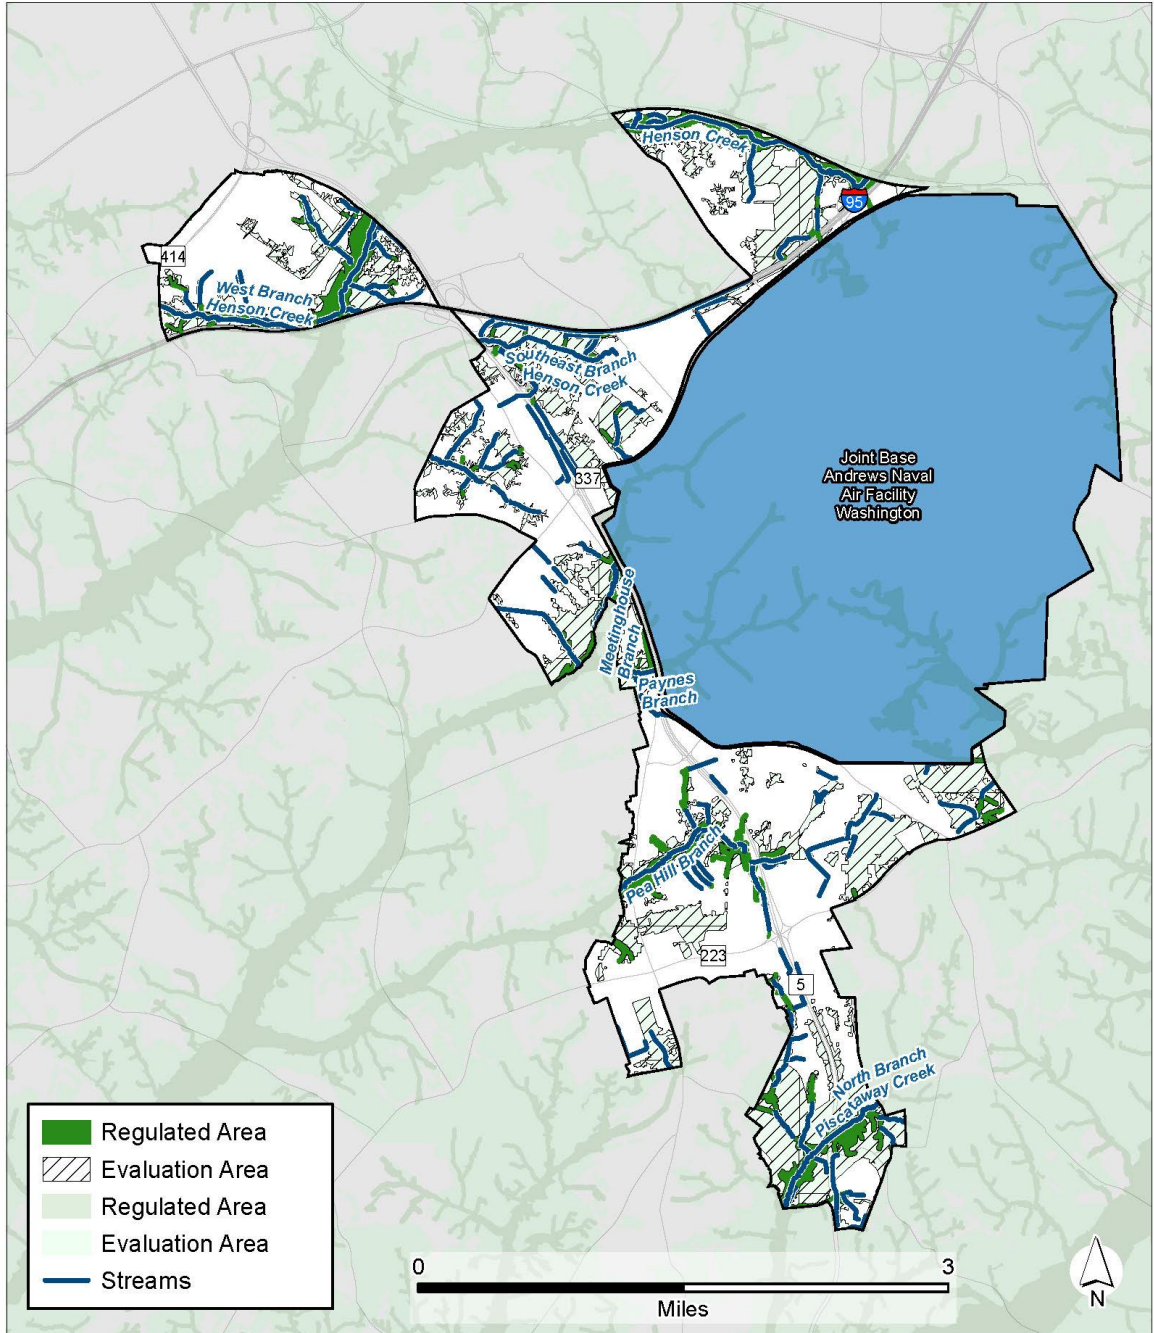 Henson Creek
95
414
West Branch
Henson Creek
Southeast Branch
Henson Creek
337
Joint Base
Andrews Naval
Air Facility
Washington
Meetinghouse
Branch
Paynes
Branch
Pea Hill Branch
223
5
North Branch
Piscataway Creek
Regulated Area
Evaluation Area
Regulated Area
Evaluation Area
Streams
0 3
Miles
N